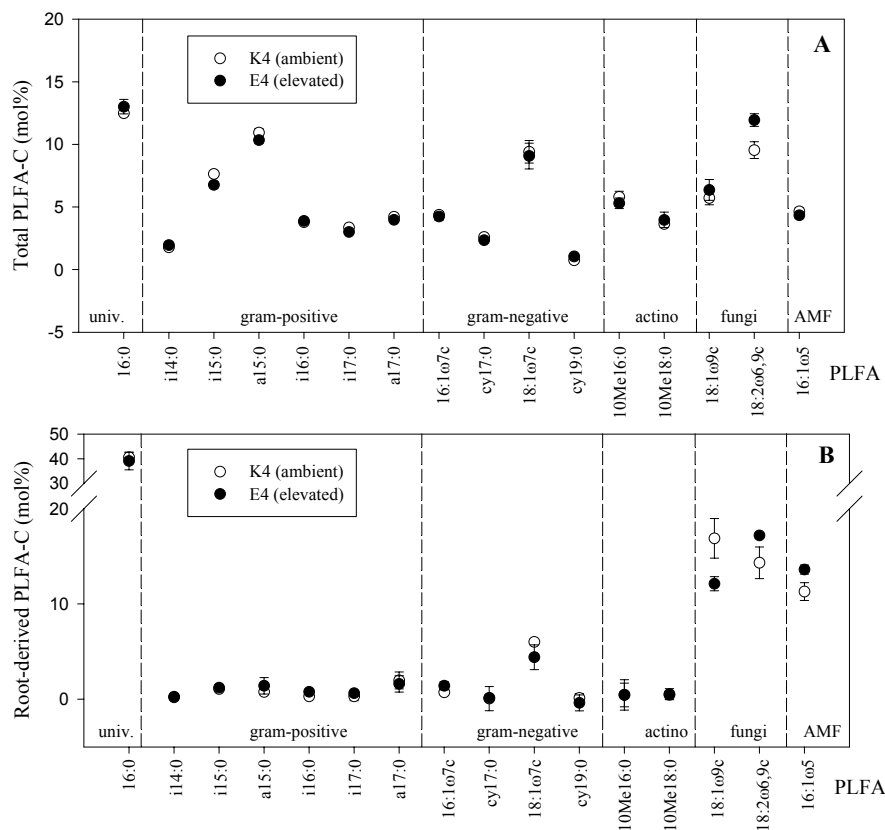 20
A
K4 (ambient)
E4 (elevated)
15
10
5
0
-5
Total PLFA-C (mol%)
univ. gram-positive gram-negative actino fungi AMF
16:0 i14:0 i15:0 a15:0 i16:0 i17:0 a17:0 16:1ω7c cy17:0 18:1ω7c cy19:0 10Me16:0 10Me18:0 18:1ω9c 18:2ω6,9c 16:1ω5
PLFA
50
B
K4 (ambient)
E4 (elevated)
40
30
20
10
0
Root-derived PLFA-C (mol%)
univ. gram-positive gram-negative actino fungi AMF
16:0 i14:0 i15:0 a15:0 i16:0 i17:0 a17:0 16:1ω7c cy17:0 18:1ω7c cy19:0 10Me16:0 10Me18:0 18:1ω9c 18:2ω6,9c 16:1ω5
PLFA